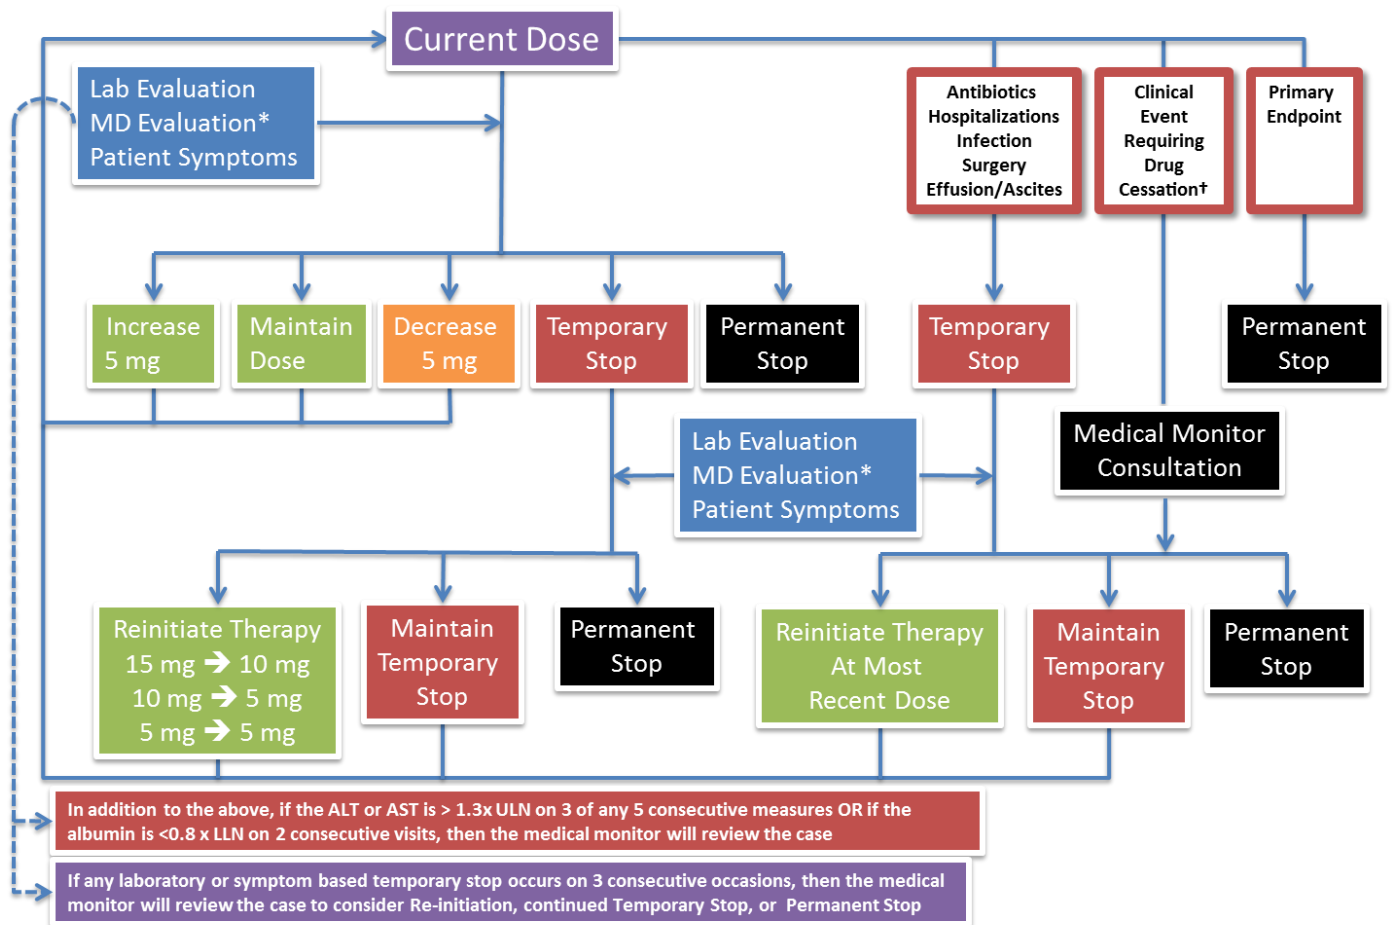 Current Dose
Lab Evaluation
MD Evaluation*
Patient Symptoms
Antibiotics
Hospitalizations
Infection
Surgery
Effusion/Ascites
Clinical
Event
Requiring
Drug
Cessation†
Primary
Endpoint
Increase
5 mg
Maintain
Dose
Decrease
5 mg
Temporary
Stop
Permanent
Stop
Temporary
Stop
Permanent
Stop
Lab Evaluation
MD Evaluation*
Patient Symptoms
Medical Monitor
Consultation
Reinitiate Therapy
15 mg ➔ 10 mg
10 mg ➔ 5 mg
5 mg ➔ 5 mg
Maintain
Temporary
Stop
Permanent
Stop
Reinitiate Therapy
At Most
Recent Dose
Maintain
Temporary
Stop
Permanent
Stop
In addition to the above, if the ALT or AST is > 1.3x ULN on 3 of any 5 consecutive measures OR if the
albumin is <0.8 x LLN on 2 consecutive visits, then the medical monitor will review the case
If any laboratory or symptom based temporary stop occurs on 3 consecutive occasions, then the medical
monitor will review the case to consider Re-initiation, continued Temporary Stop, or Permanent Stop